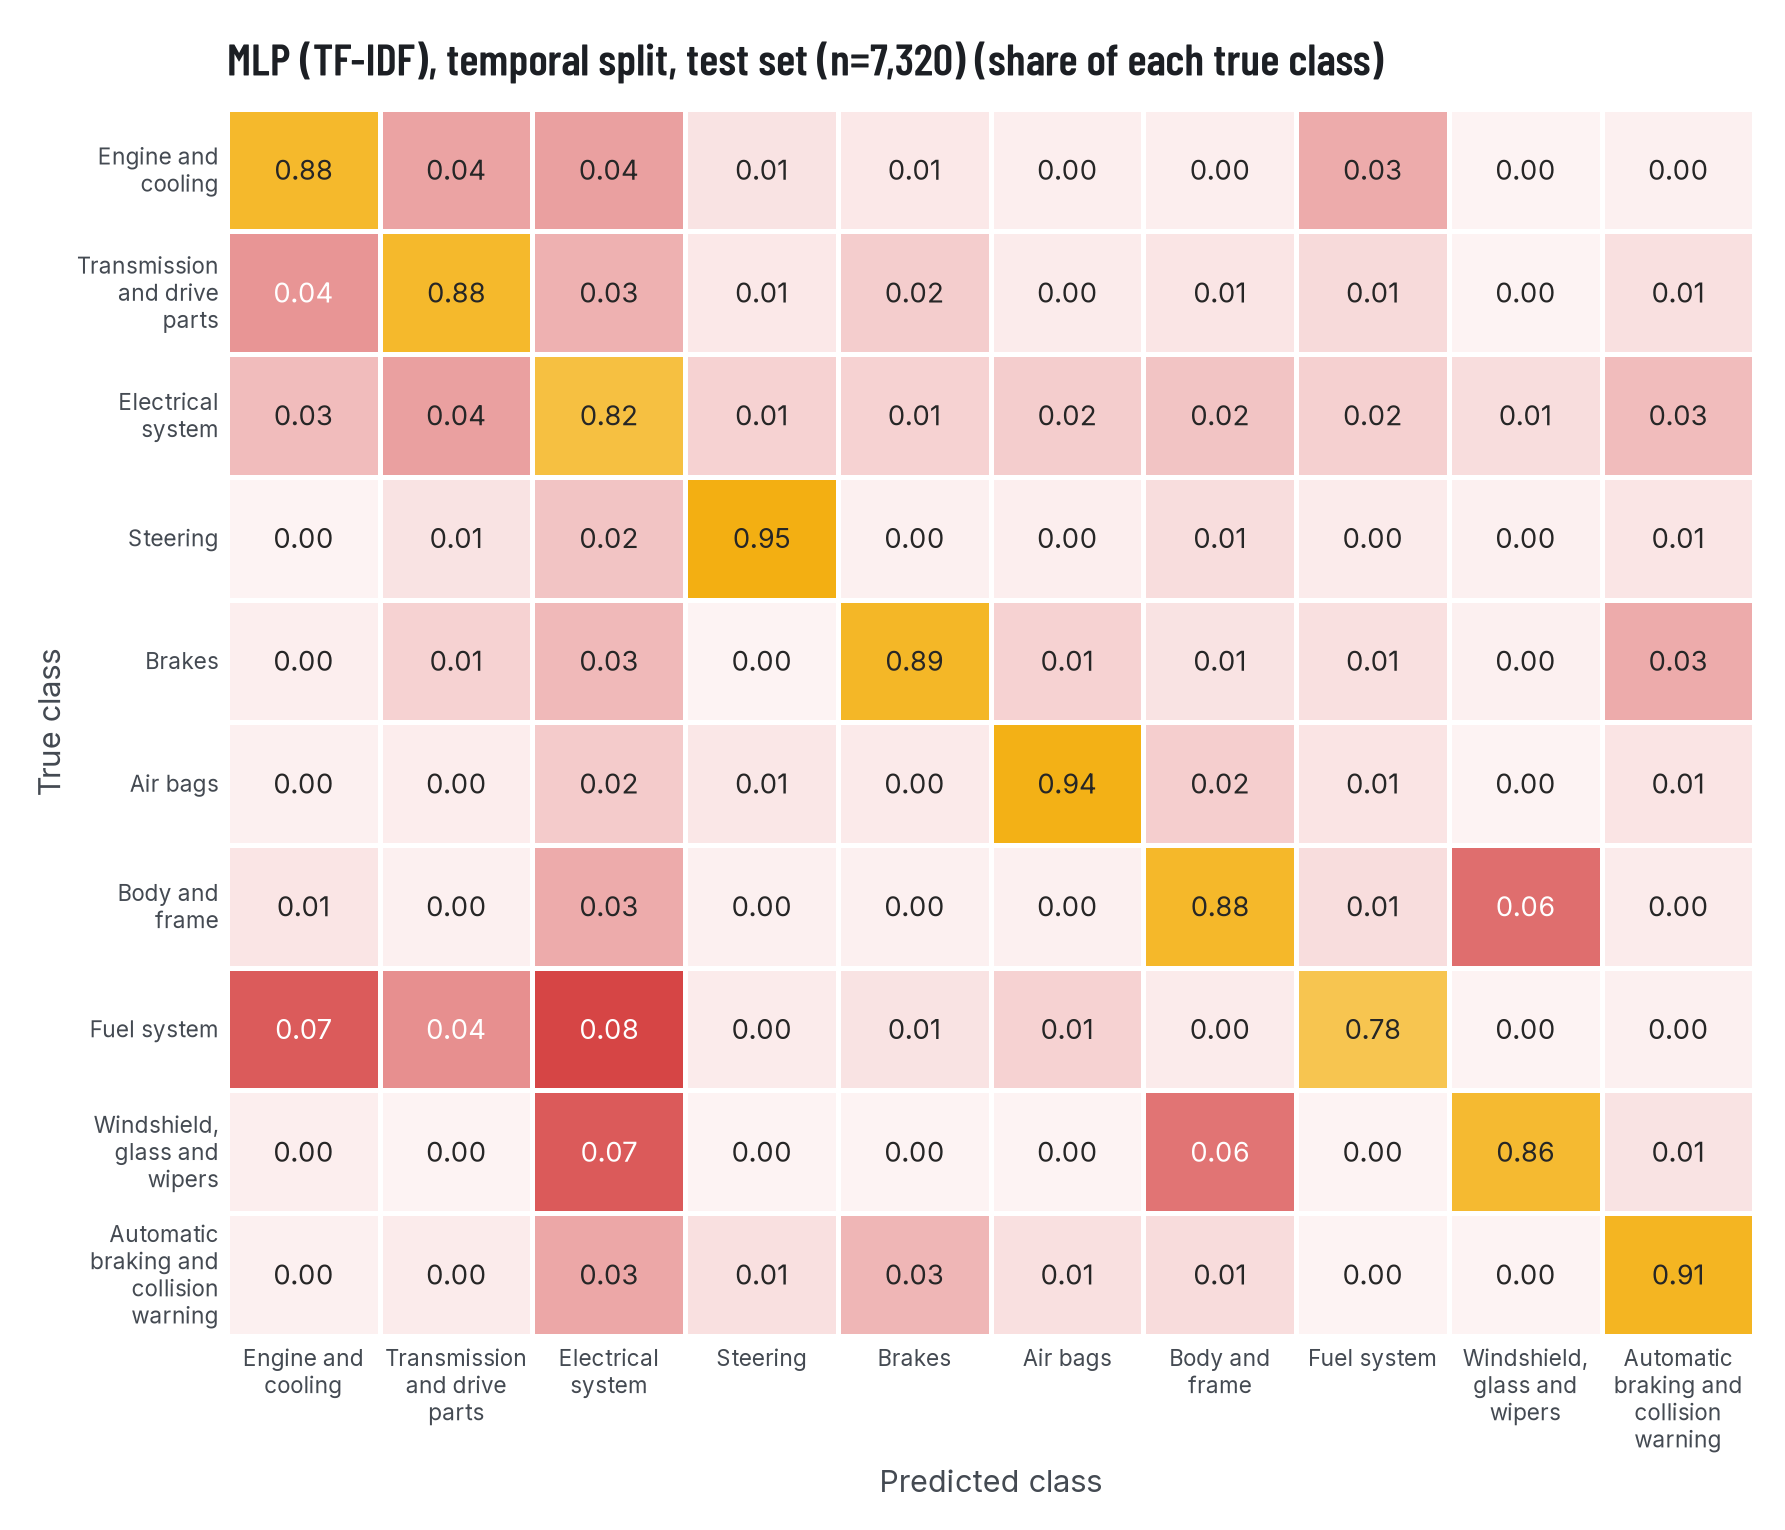 MLP (TF-IDF), temporal split, test set (n=7,320) (share of each true class)
Engine and
cooling
0.88 0.04 0.04 0.01 0.01 0.00 0.00 0.03 0.00 0.00
Transmission
and drive
parts
0.04 0.88 0.03 0.01 0.02 0.00 0.01 0.01 0.00 0.01
Electrical
system
0.03 0.04 0.82 0.01 0.01 0.02 0.02 0.02 0.01 0.03
Steering
0.00 0.01 0.02 0.95 0.00 0.00 0.01 0.00 0.00 0.01
Brakes
0.00 0.01 0.03 0.00 0.89 0.01 0.01 0.01 0.00 0.03
Air bags
0.00 0.00 0.02 0.01 0.00 0.94 0.02 0.01 0.00 0.01
Body and
frame
0.01 0.00 0.03 0.00 0.00 0.00 0.88 0.01 0.06 0.00
Fuel system
0.07 0.04 0.08 0.00 0.01 0.01 0.00 0.78 0.00 0.00
Windshield,
glass and
wipers
0.00 0.00 0.07 0.00 0.00 0.00 0.06 0.00 0.86 0.01
Automatic
braking and
collision
warning
0.00 0.00 0.03 0.01 0.03 0.01 0.01 0.00 0.00 0.91
True class
Engine and
cooling
Transmission
and drive
parts
Electrical
system
Steering
Brakes
Air bags
Body and
frame
Fuel system
Windshield,
glass and
wipers
Automatic
braking and
collision
warning
Predicted class